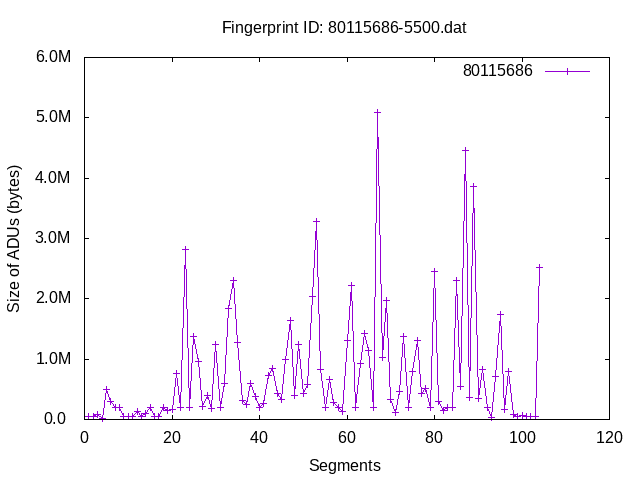 Fingerprint ID: 80115686-5500.dat
80115686
6.0M
5.0M
4.0M
3.0M
2.0M
1.0M
0.0
Size of ADUs (bytes)
0 20 40 60 80 100 120
Segments